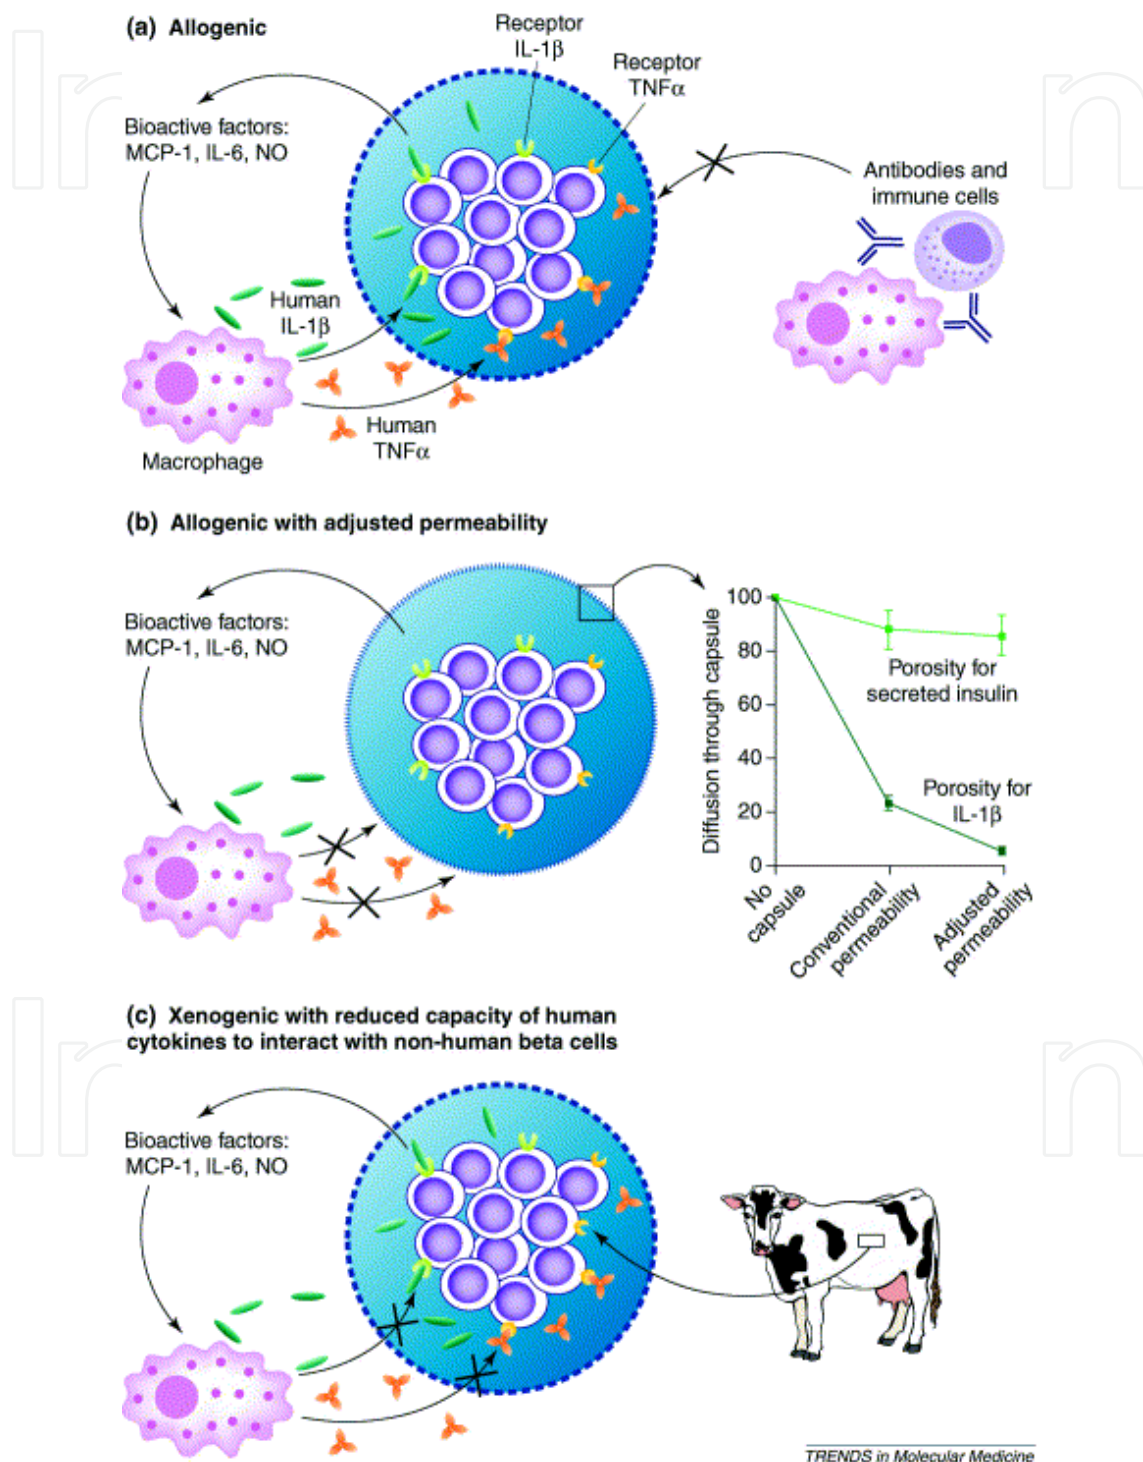 (a) Allogenic
Receptor
IL-1β
Receptor
TNFα
Bioactive factors:
MCP-1, IL-6, NO
Antibodies and
immune cells
Human
IL-1β
Human
TNFα
Macrophage
(b) Allogenic with adjusted permeability
Bioactive factors:
MCP-1, IL-6, NO
Diffusion through capsule
100
80
60
40
20
0
Porosity for
secreted insulin
Porosity for
IL-1β
No
capsule
Conventional
permeability
Adjusted
permeability
(c) Xenogenic with reduced capacity of human
cytokines to interact with non-human beta cells
Bioactive factors:
MCP-1, IL-6, NO
TRENDS in Molecular Medicine